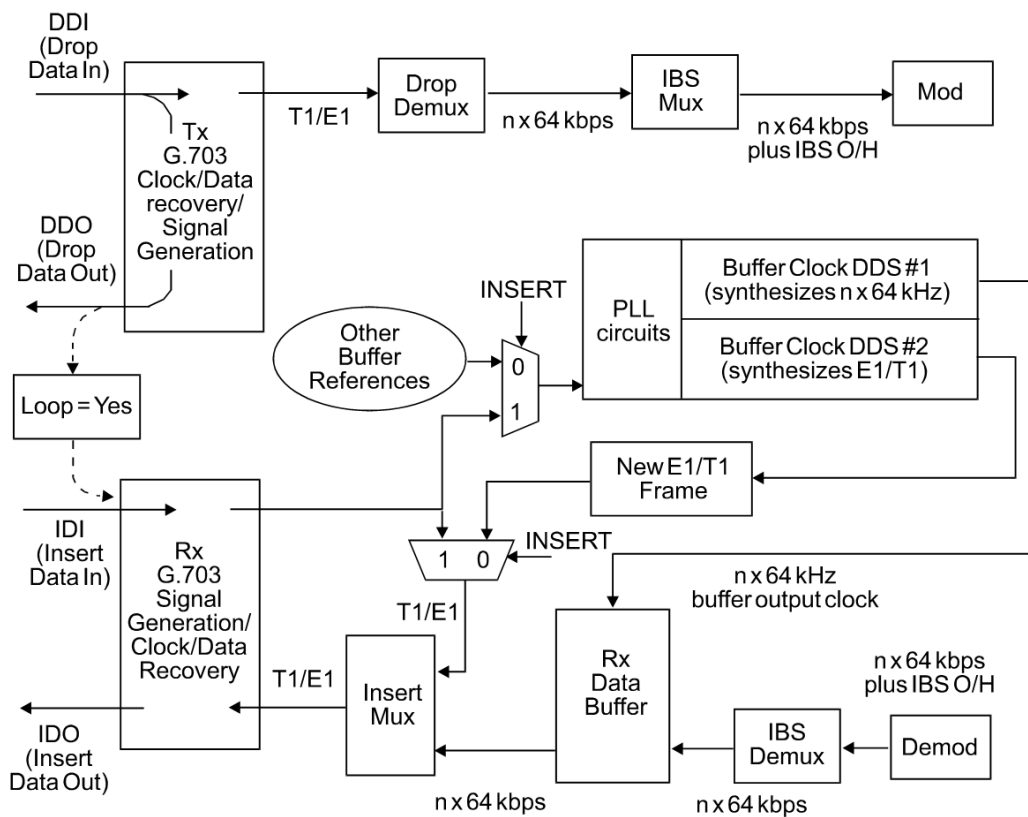 DDI
(Drop
Data In)
Tx
G.703
Clock/Data
recovery/
Signal
Generation
T1/E1
Drop
Demux
n x 64 kbps
IBS
Mux
n x 64 kbps
plus IBS O/H
Mod
DDO
(Drop
Data Out)
Loop = Yes
INSERT
Other
Buffer
References
0
1
PLL
circuits
Buffer Clock DDS #1
(synthesizes n x 64 kHz)
Buffer Clock DDS #2
(synthesizes E1/T1)
New E1/T1
Frame
IDI
(Insert
Data In)
Rx
G.703
Signal
Generation/
Clock/Data
Recovery
1 0
INSERT
T1/E1
n x 64 kHz
buffer output clock
T1/E1
Insert
Mux
Rx
Data
Buffer
n x 64 kbps
plus IBS O/H
IBS
Demux
Demod
IDO
(Insert
Data Out)
n x 64 kbps
n x 64 kbps